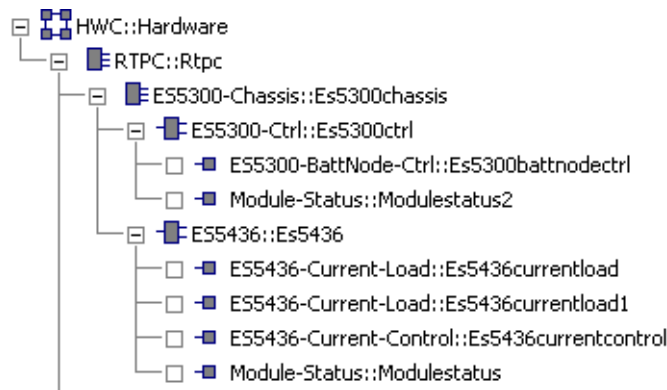 HWC::Hardware
RTPC::Rtpc
ES5300-Chassis::Es5300chassis
ES5300-Ctrl::Es5300ctrl
ES5300-BattNode-Ctrl::Es5300battnodectrl
Module-Status::Modulestatus2
ES5436::Es5436
ES5436-Current-Load::Es5436currentload
ES5436-Current-Load::Es5436currentload1
ES5436-Current-Control::Es5436currentcontrol
Module-Status::Modulestatus